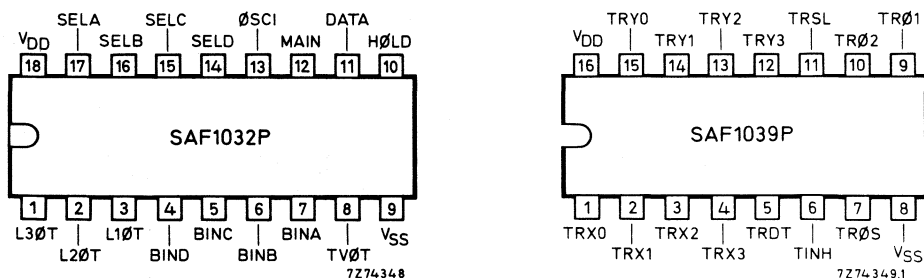 SELA SELC ØSCI DATA
VDD SELB SELD MAIN HØLD
18 17 16 15 14 13 12 11 10
SAF1032P
1 2 3 4 5 6 7 8 9
L3ØT L1ØT BINC BINA VSS
L2ØT BIND BINB TVØT
7Z74348
TRY0 TRY2 TRSL TRØ1
VDD TRY1 TRY3 TRØ2
16 15 14 13 12 11 10 9
SAF1039P
1 2 3 4 5 6 7 8
TRX0 TRX2 TRDT TRØS
TRX1 TRX3 TINH VSS
7Z74349.1